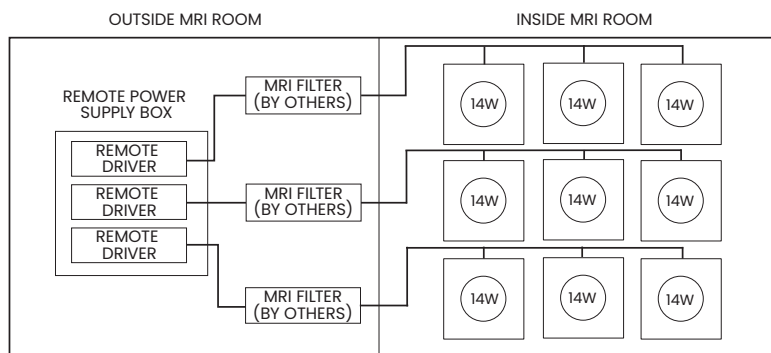 OUTSIDE MRI ROOM
INSIDE MRI ROOM
REMOTE POWER
SUPPLY BOX
REMOTE
DRIVER
REMOTE
DRIVER
REMOTE
DRIVER
MRI FILTER
(BY OTHERS)
MRI FILTER
(BY OTHERS)
MRI FILTER
(BY OTHERS)
14W
14W
14W
14W
14W
14W
14W
14W
14W